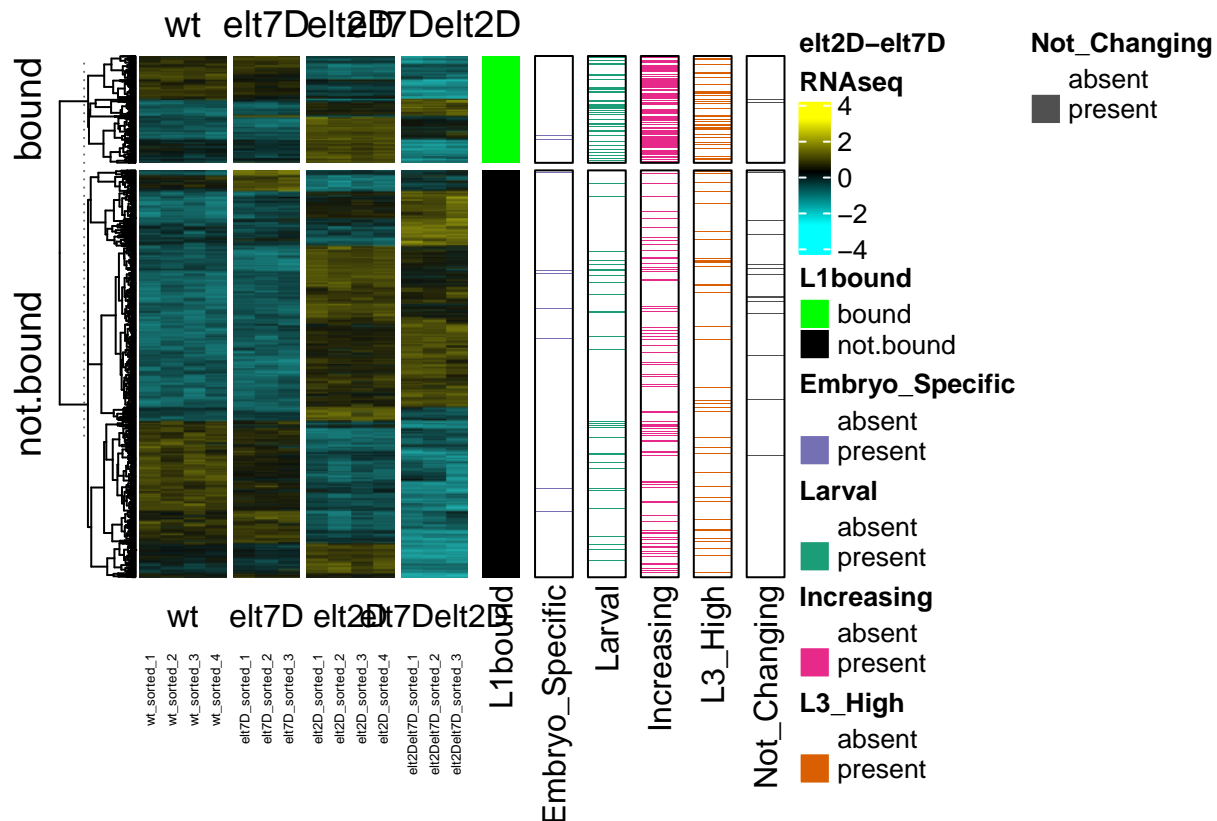 wt
elt7D
elt2D
elt7Delt2D
bound
not.bound
wt
elt7D
elt2D
elt7Delt2D
wt_sorted_1
wt_sorted_2
wt_sorted_3
wt_sorted_4
elt7D_sorted_1
elt7D_sorted_2
elt7D_sorted_3
elt2D_sorted_1
elt2D_sorted_2
elt2D_sorted_3
elt2D_sorted_4
elt2Delt7D_sorted_1
elt2Delt7D_sorted_2
elt2Delt7D_sorted_3
L1bound
Embryo_Specific
Larval
Increasing
L3_High
Not_Changing
elt2D−elt7D
RNAseq
4
2
0
−2
−4
L1bound
bound
not.bound
Embryo_Specific
absent
present
Larval
absent
present
Increasing
absent
present
L3_High
absent
present
Not_Changing
absent
present